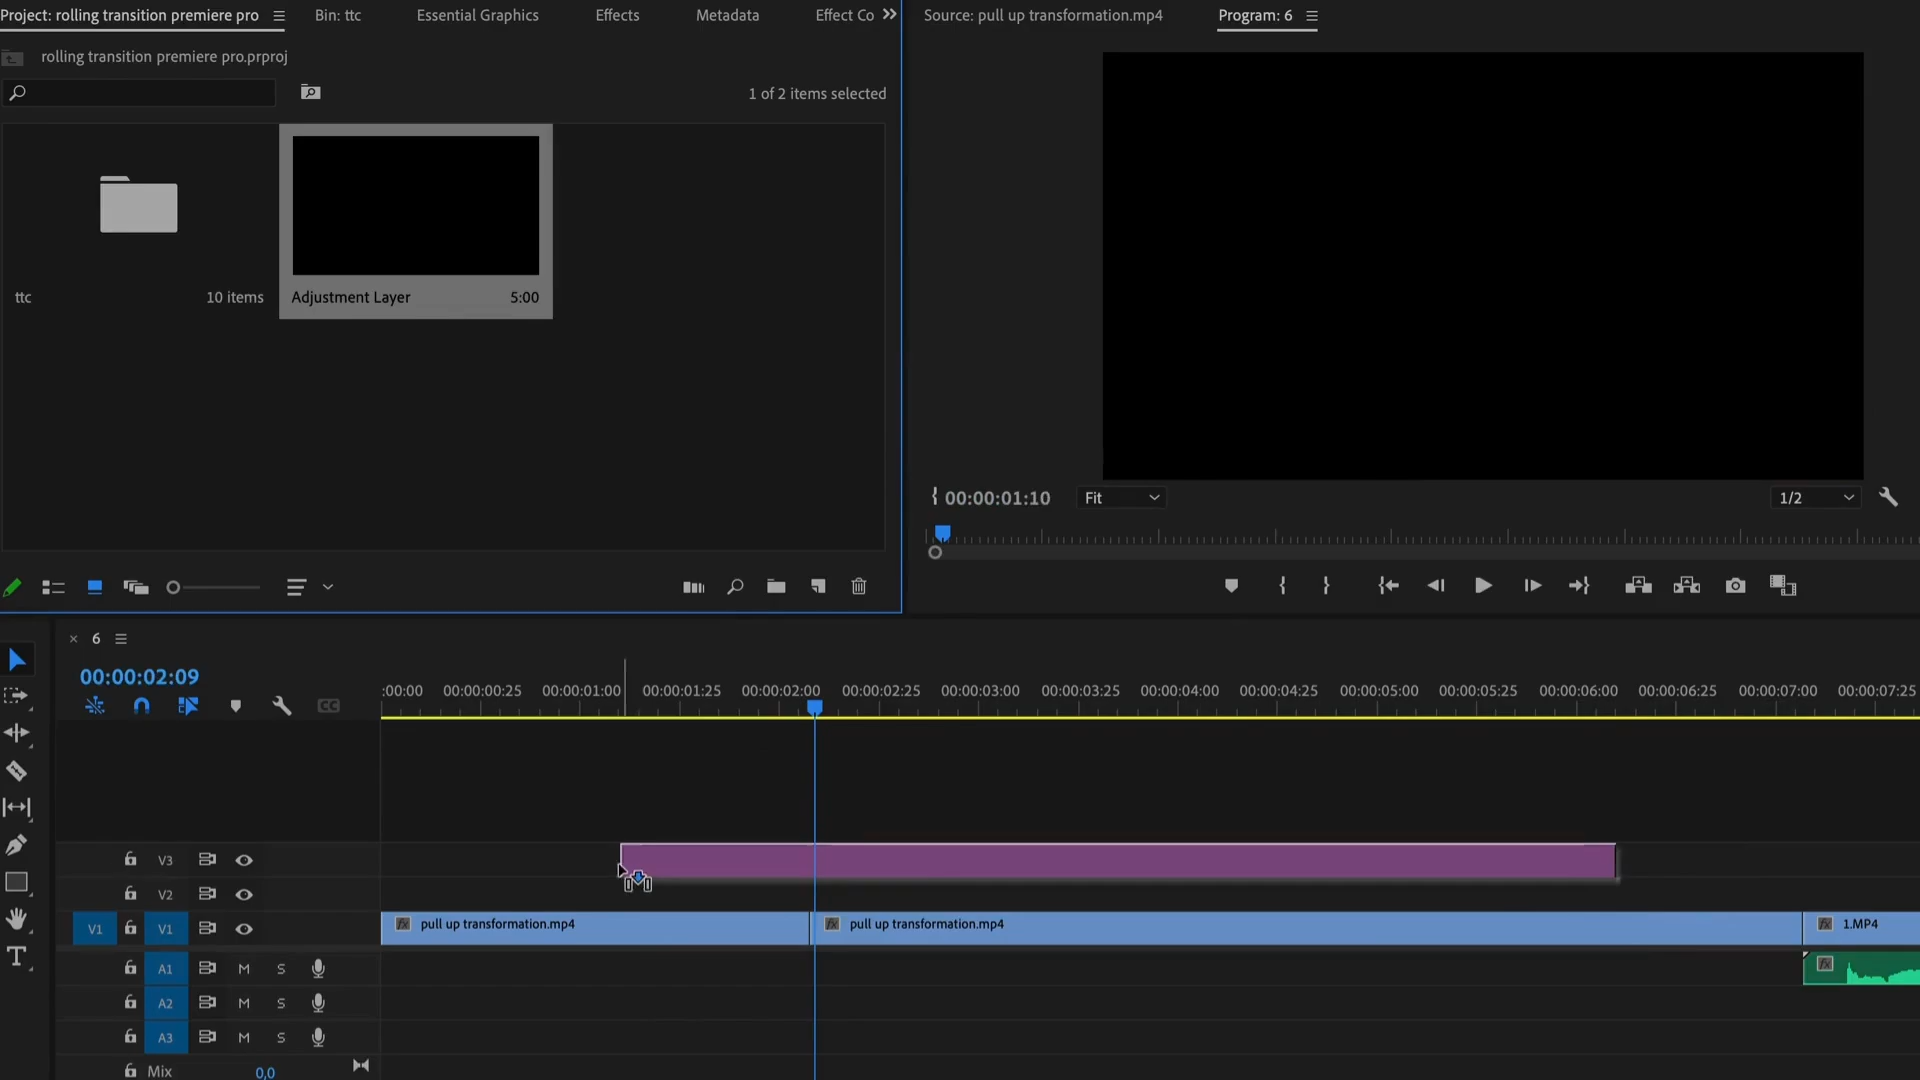 Project: rolling transition premiere pro
Bin: ttc
Essential Graphics
Effects
Metadata
Effect Co
Source: pull up transformation.mp4
Program: 6
rolling transition premiere pro.prproj
1 of 2 items selected
ttc
10 items
Adjustment Layer
5:00
00:00:01:10
Fit
1/2
6
00:00:02:09
:00:00
00:00:00:25
00:00:01:00
00:00:01:25
00:00:02:00
00:00:02:25
00:00:03:00
00:00:03:25
00:00:04:00
00:00:04:25
00:00:05:00
00:00:05:25
00:00:06:00
00:00:06:25
00:00:07:00
00:00:07:25
CC
V3
V2
V1
V1
fx pull up transformation.mp4
fx pull up transformation.mp4
fx 1.MP4
A1
M
S
fx
A2
M
S
A3
M
S
Mix
0,0
T